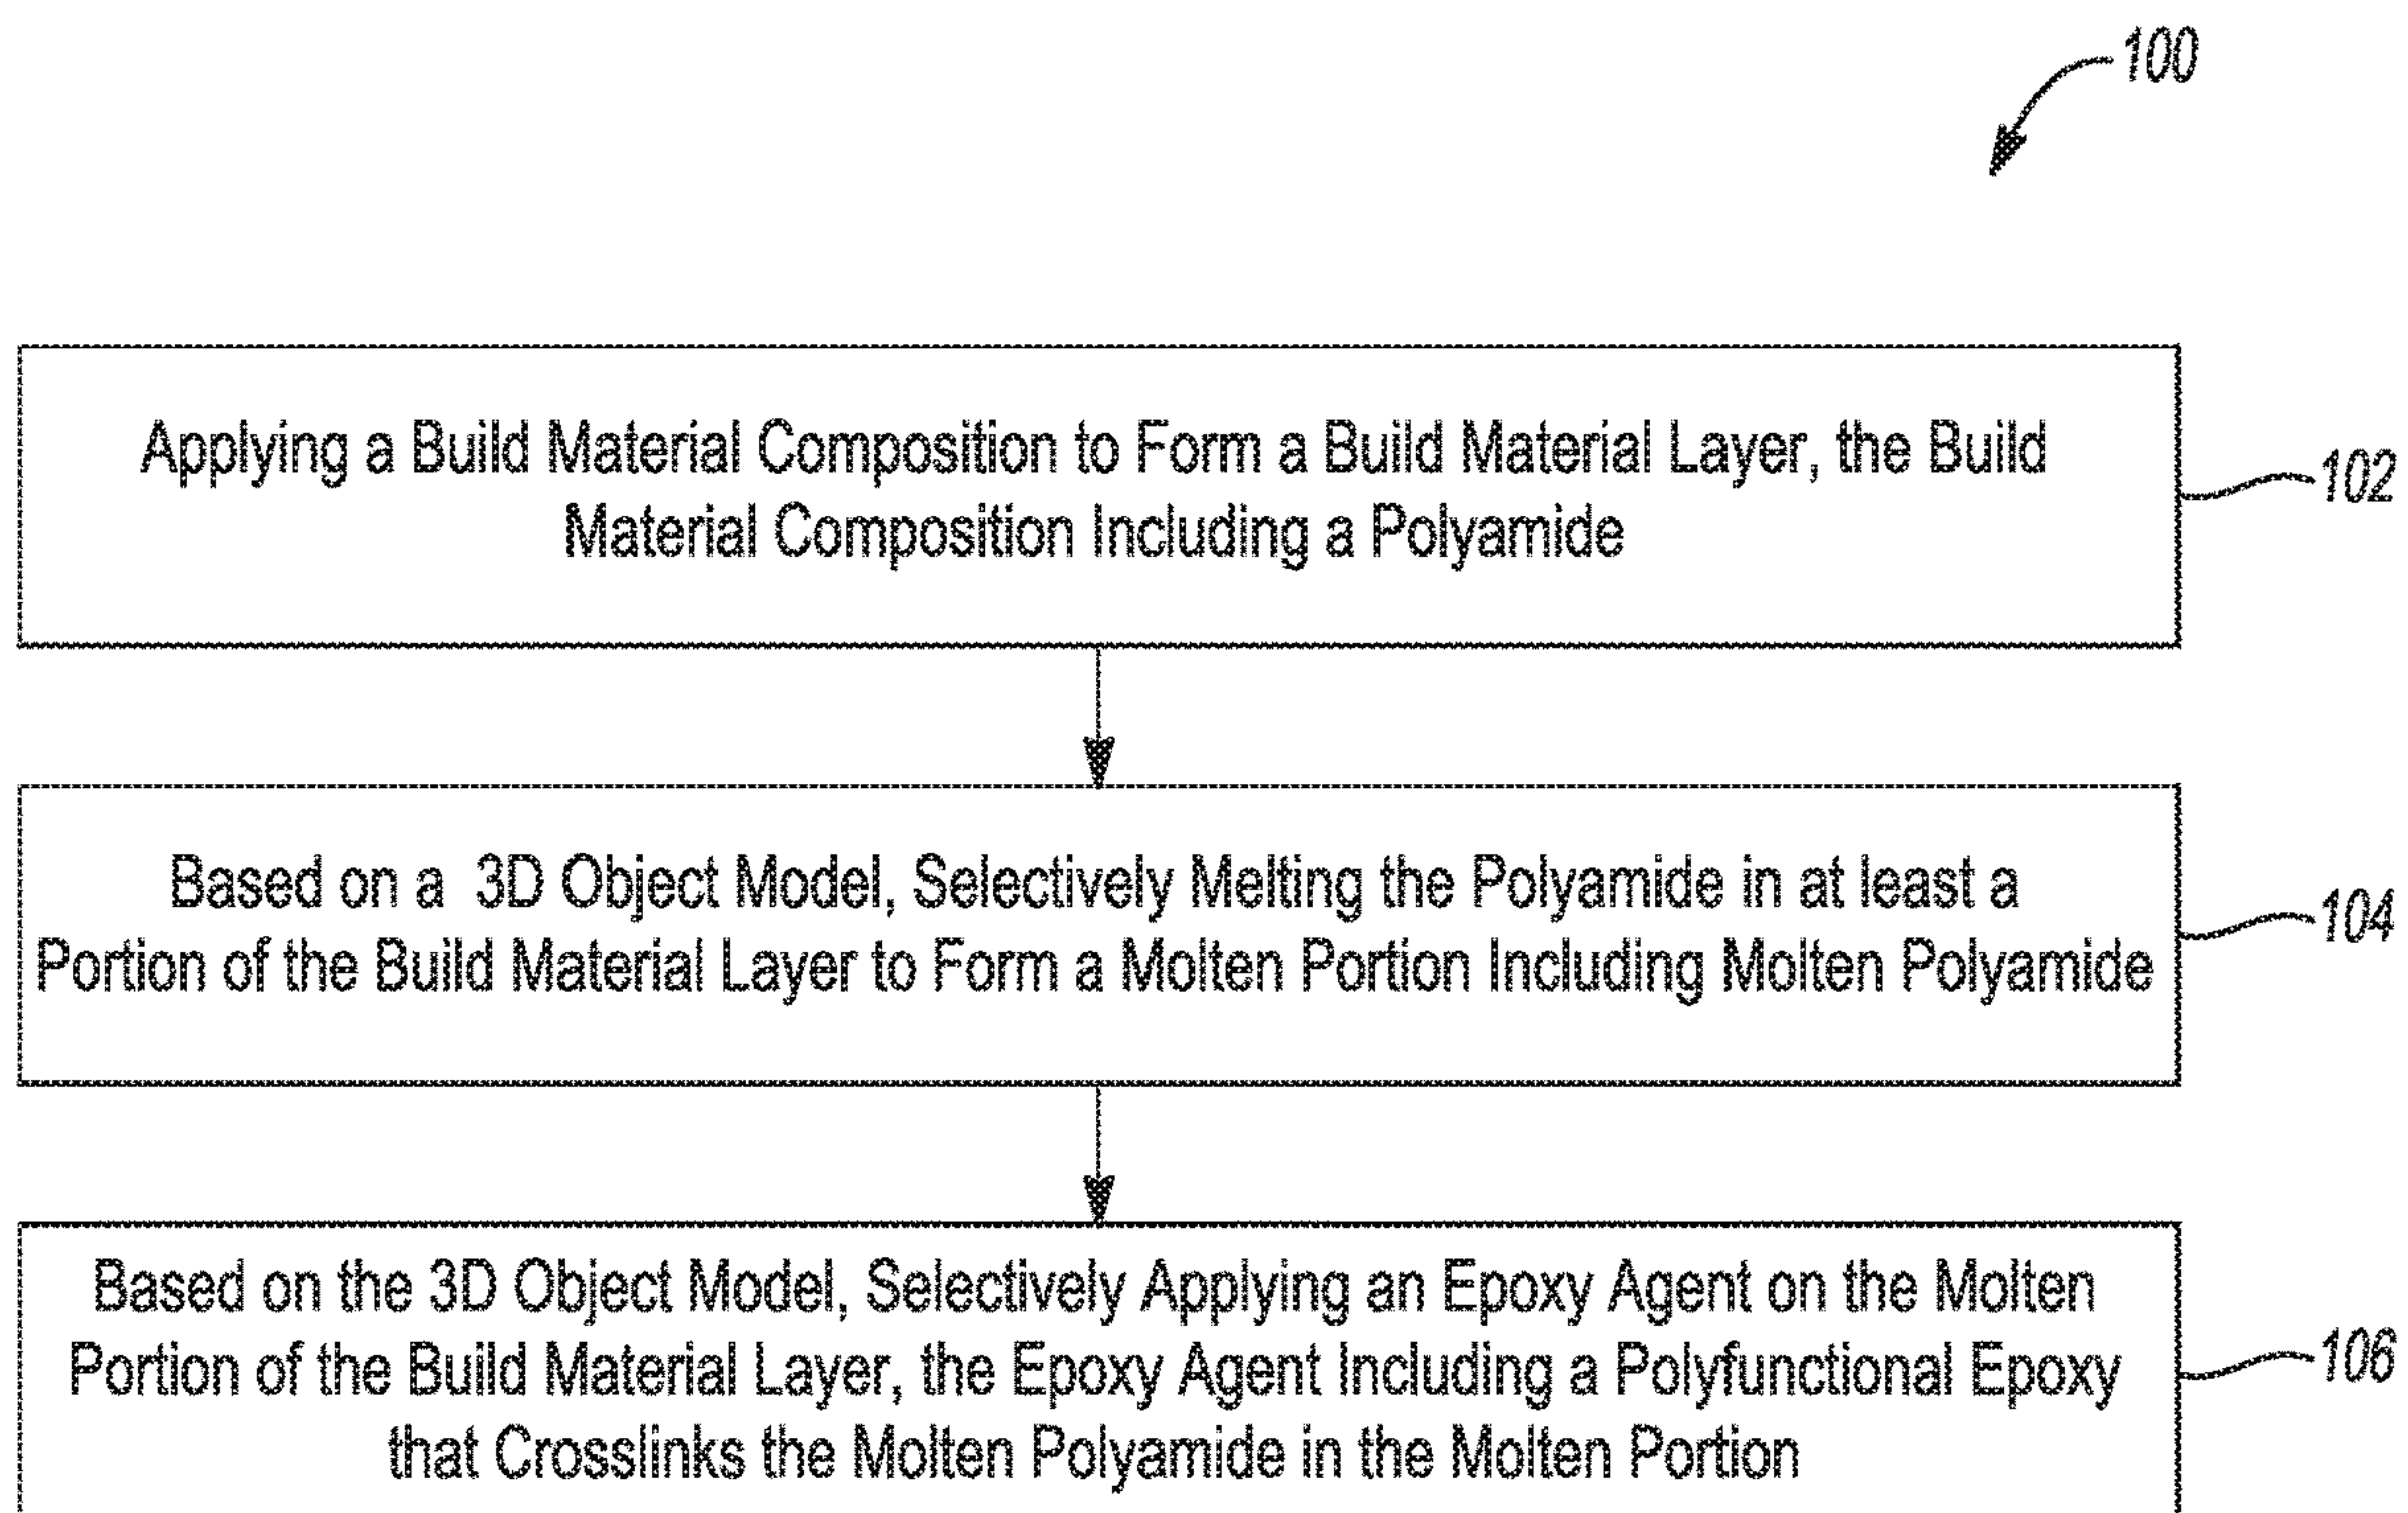 100
Applying a Build Material Composition to Form a Build Material Layer, the Build
Material Composition Including a Polyamide
102
Based on a 3D Object Model, Selectively Melting the Polyamide in at least a
Portion of the Build Material Layer to Form a Molten Portion Including Molten Polyamide
104
Based on the 3D Object Model, Selectively Applying an Epoxy Agent on the Molten
Portion of the Build Material Layer, the Epoxy Agent Including a Polyfunctional Epoxy
that Crosslinks the Molten Polyamide in the Molten Portion
106